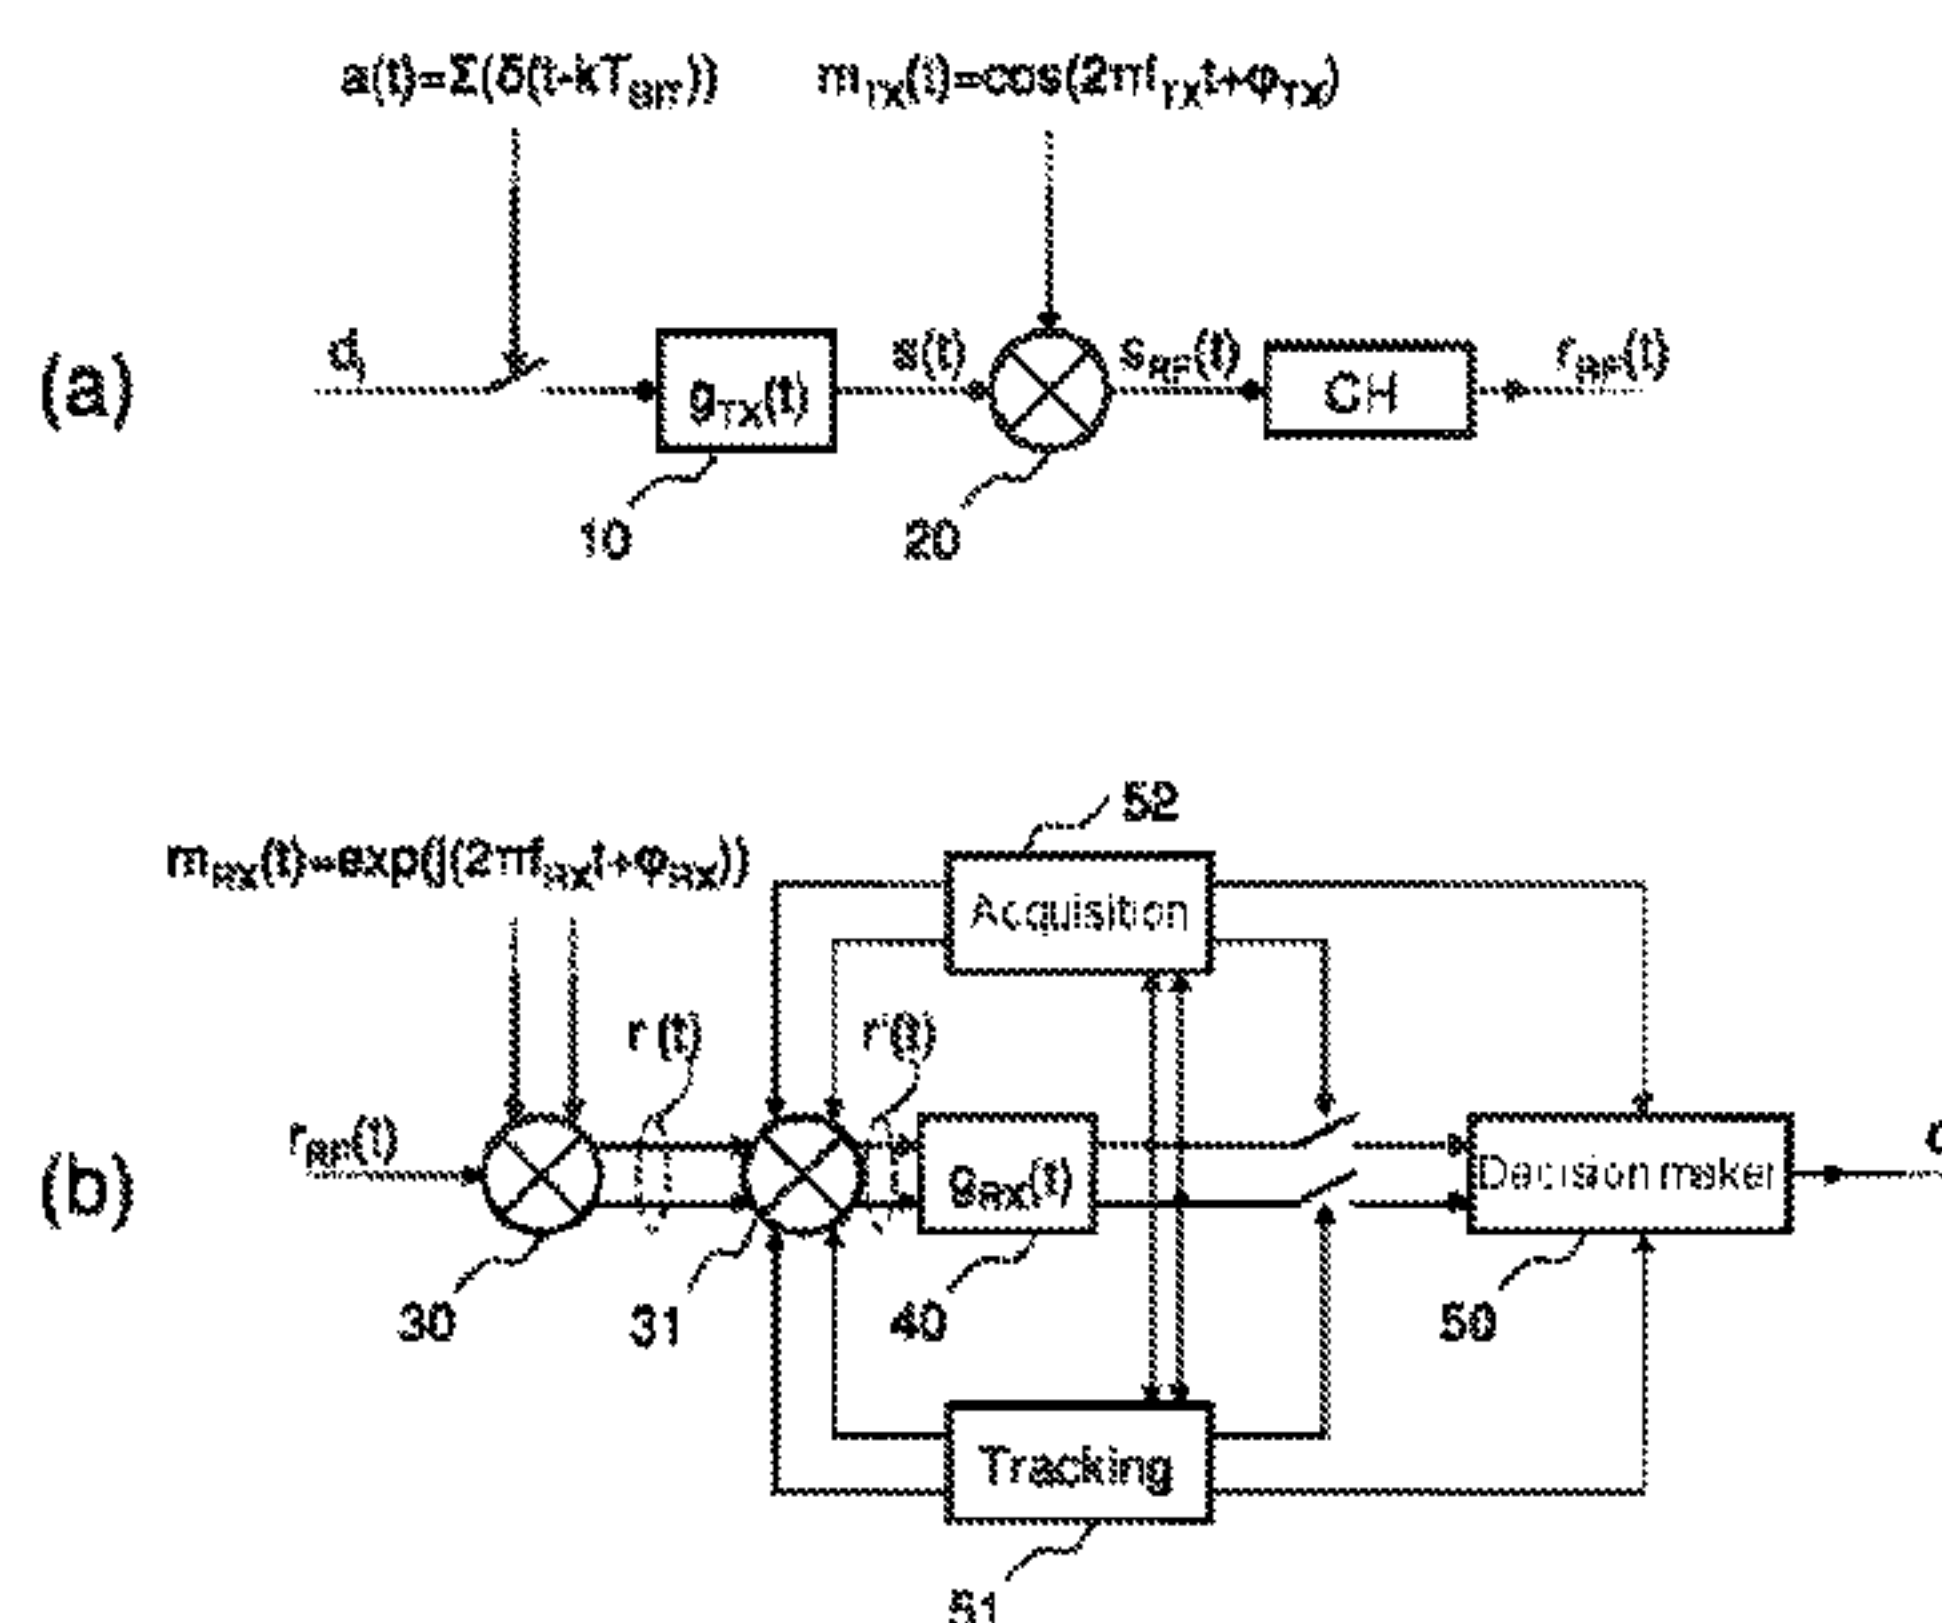 a(t)=Σ(δ(t-kT_BIT)) m_TX(t)=cos(2πf_TXt+φ_TX)
(a) d_i g_TX(t) s(t) s_RF(t) CH r_RF(t)
10 20
52
m_RX(t)=exp(j(2πf_RXt+φ_RX))
Acquisition
r(t) r'(t)
(b) r_RF(t) g_RX(t) Decision maker
30 31 40 50
Tracking
51